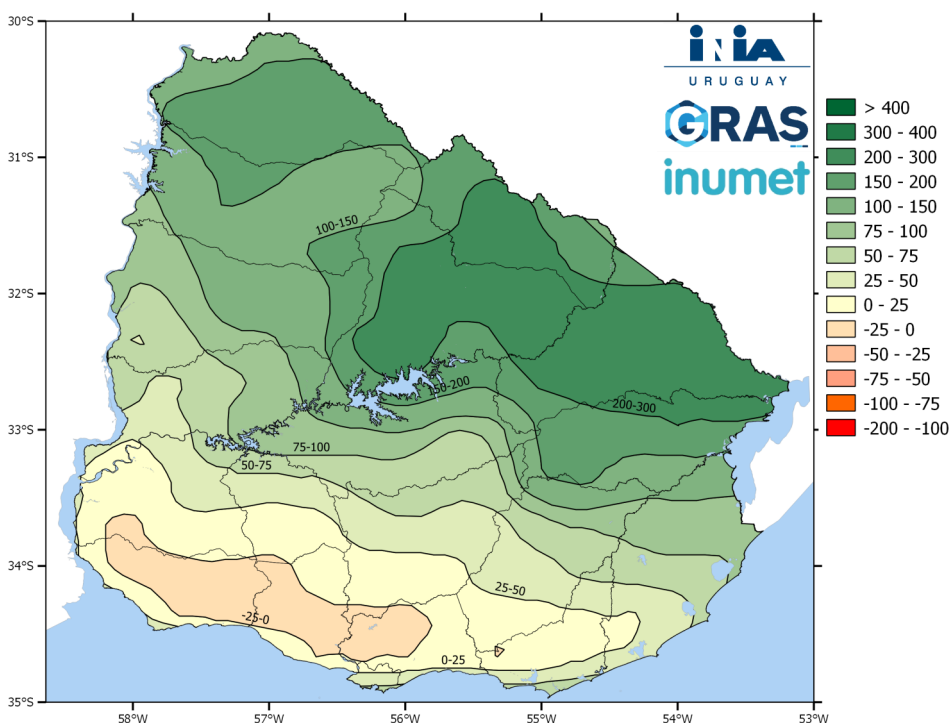 30°S
31°S
32°S
33°S
34°S
35°S
58°W
57°W
56°W
55°W
54°W
53°W
100-150
150-200
200-300
75-100
50-75
25-50
-25-0
0-25
INIA
URUGUAY
GRAS
inumet
> 400
300 - 400
200 - 300
150 - 200
100 - 150
75 - 100
50 - 75
25 - 50
0 - 25
-25 - 0
-50 - -25
-75 - -50
-100 - -75
-200 - -100